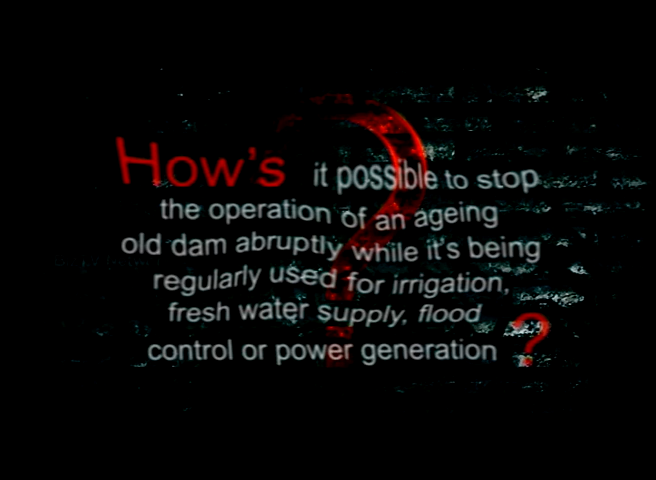 How's it possible to stop
the operation of an ageing
old dam abruptly while it's being
regularly used for irrigation,
fresh water supply, flood
control or power generation ?